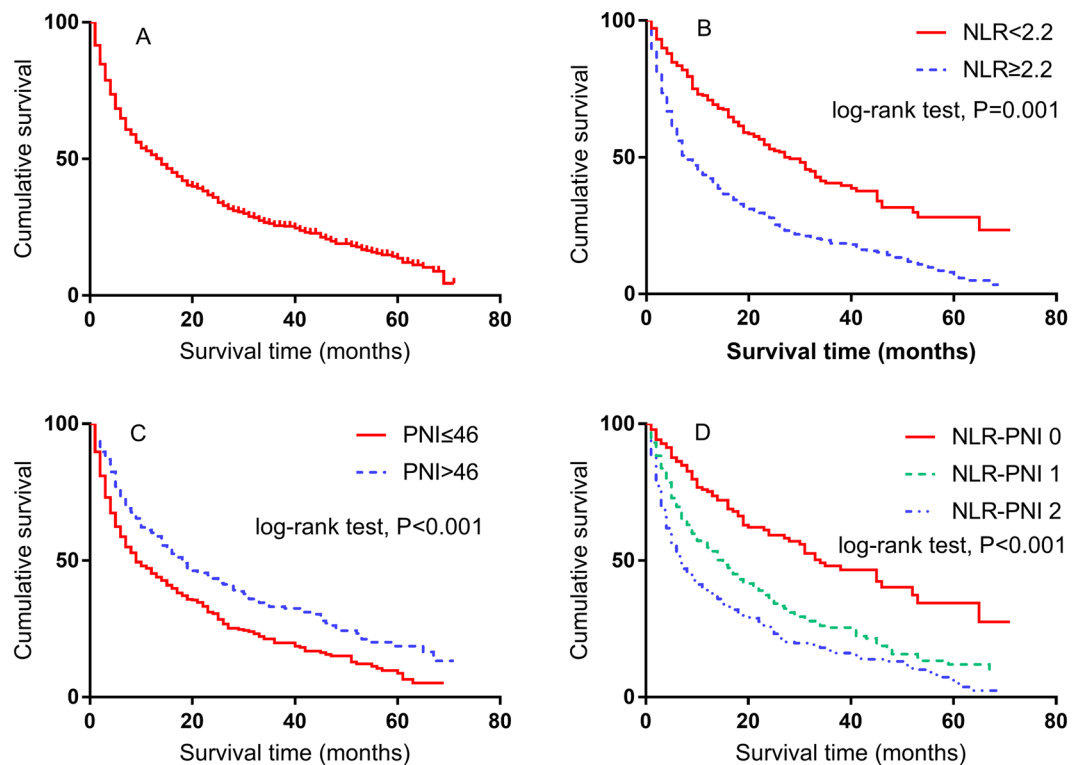 A
100
50
0
Cumulative survival
0 20 40 60 80
Survival time (months)
B
NLR<2.2
NLR≥2.2
log-rank test, P=0.001
100
50
0
Cumulative survival
0 20 40 60 80
Survival time (months)
C
PNI≤46
PNI>46
log-rank test, P<0.001
100
50
0
Cumulative survival
0 20 40 60 80
Survival time (months)
D
NLR-PNI 0
NLR-PNI 1
NLR-PNI 2
log-rank test, P<0.001
100
50
0
Cumulative survival
0 20 40 60 80
Survival time (months)